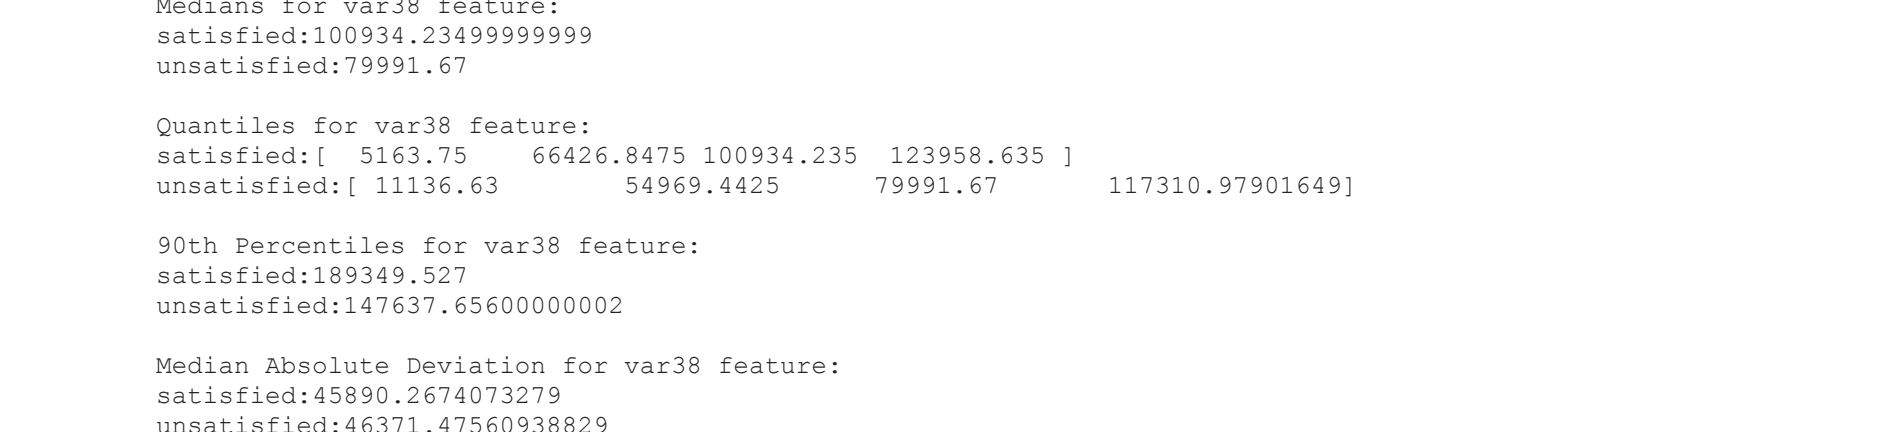 Medians for var38 feature:
satisfied:100934.23499999999
unsatisfied:79991.67
Quantiles for var38 feature:
satisfied:[  5163.75    66426.8475 100934.235  123958.635 ]
unsatisfied:[ 11136.63        54969.4425      79991.67       117310.97901649]
90th Percentiles for var38 feature:
satisfied:189349.527
unsatisfied:147637.65600000002
Median Absolute Deviation for var38 feature:
satisfied:45890.2674073279
unsatisfied:46371.47560938829